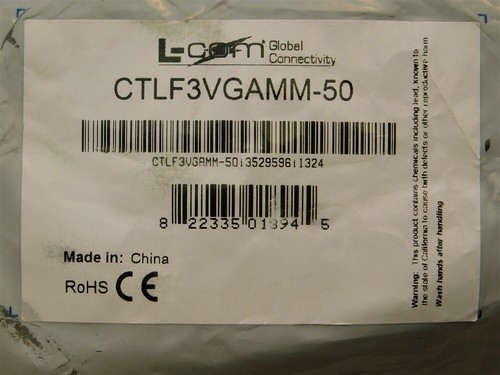 L-com Global
Connectivity
CTLF3VGAMM-50
CTLF3VGAMM-50:3529596:1324
8 22335 01894 5
Made in: China
RoHS CE
Warning: This product contains chemicals including lead, known to
the state of California to cause birth defects or other reproductive harm
Wash hands after handling